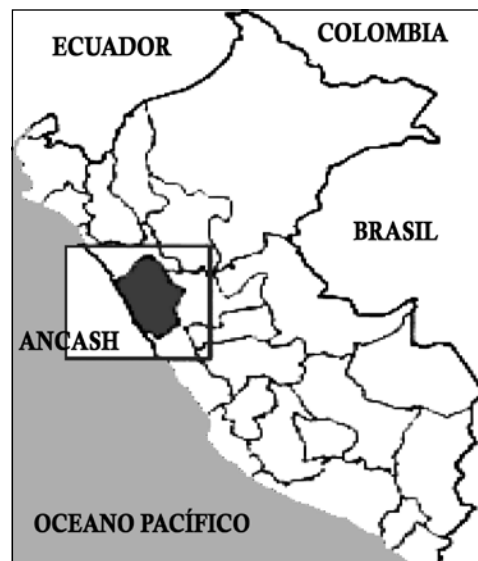 ECUADOR
COLOMBIA
BRASIL
ANCASH
OCEANO PACÍFICO